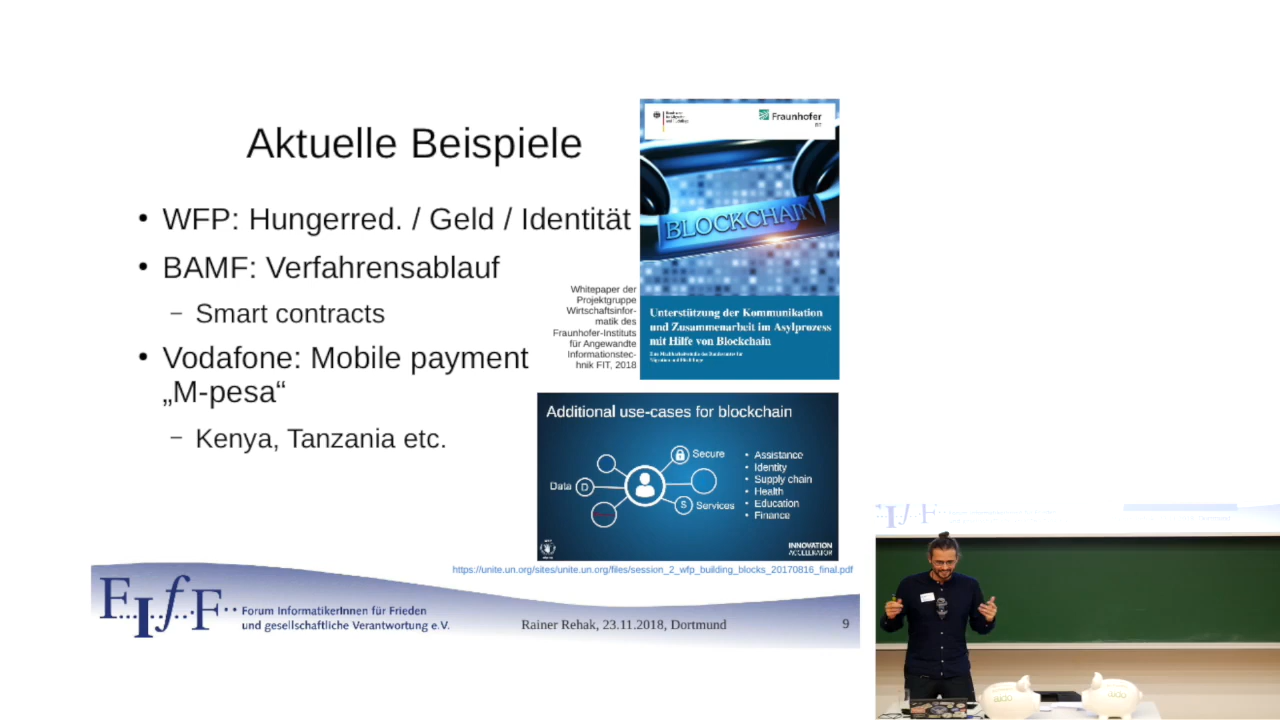 Aktuelle Beispiele
• WFP: Hungerred. / Geld / Identität
• BAMF: Verfahrensablauf
– Smart contracts
• Vodafone: Mobile payment
„M-pesa“
– Kenya, Tanzania etc.
Whitepaper der
Projektgruppe
Wirtschaftsinfor-
matik des
Fraunhofer-Instituts
für Angewandte
Informationstec-
hnik FIT, 2018
Fraunhofer
FIT
BLOCKCHAIN
Unterstützung der Kommunikation
und Zusammenarbeit im Asylprozess
mit Hilfe von Blockchain
Additional use-cases for blockchain
Data
D
Secure
S
Services
• Assistance
• Identity
• Supply chain
• Health
• Education
• Finance
INNOVATION
ACCELERATOR
https://unite.un.org/sites/unite.un.org/files/session_2_wfp_building_blocks_20170816_final.pdf
FIfF
Forum InformatikerInnen für Frieden
und gesellschaftliche Verantwortung e.V.
Rainer Rehak, 23.11.2018, Dortmund
9